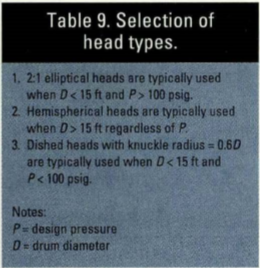 Table 9. Selection of
head types.
1. 2:1 elliptical heads are typically used
when D < 15 ft and P > 100 psig.
2. Hemispherical heads are typically used
when D > 15 ft regardless of P.
3. Dished heads with knuckle radius = 0.6D
are typically used when D < 15 ft and
P < 100 psig.
Notes:
P = design pressure
D = drum diameter